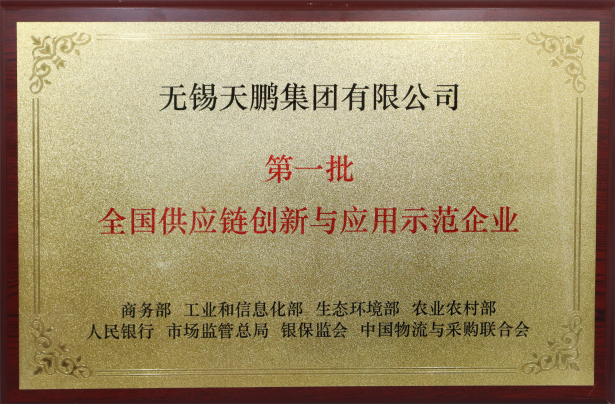 无锡天鹏集团有限公司
第一批
全国供应链创新与应用示范企业
商务部 工业和信息化部 生态环境部 农业农村部
人民银行 市场监管总局 银保监会 中国物流与采购联合会